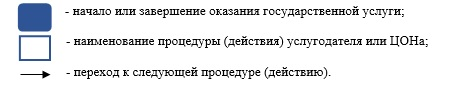 - начало или завершение оказания государственной услуги;
- наименование процедуры (действия) услугодателя или ЦОНа;
- переход к следующей процедуре (действию).